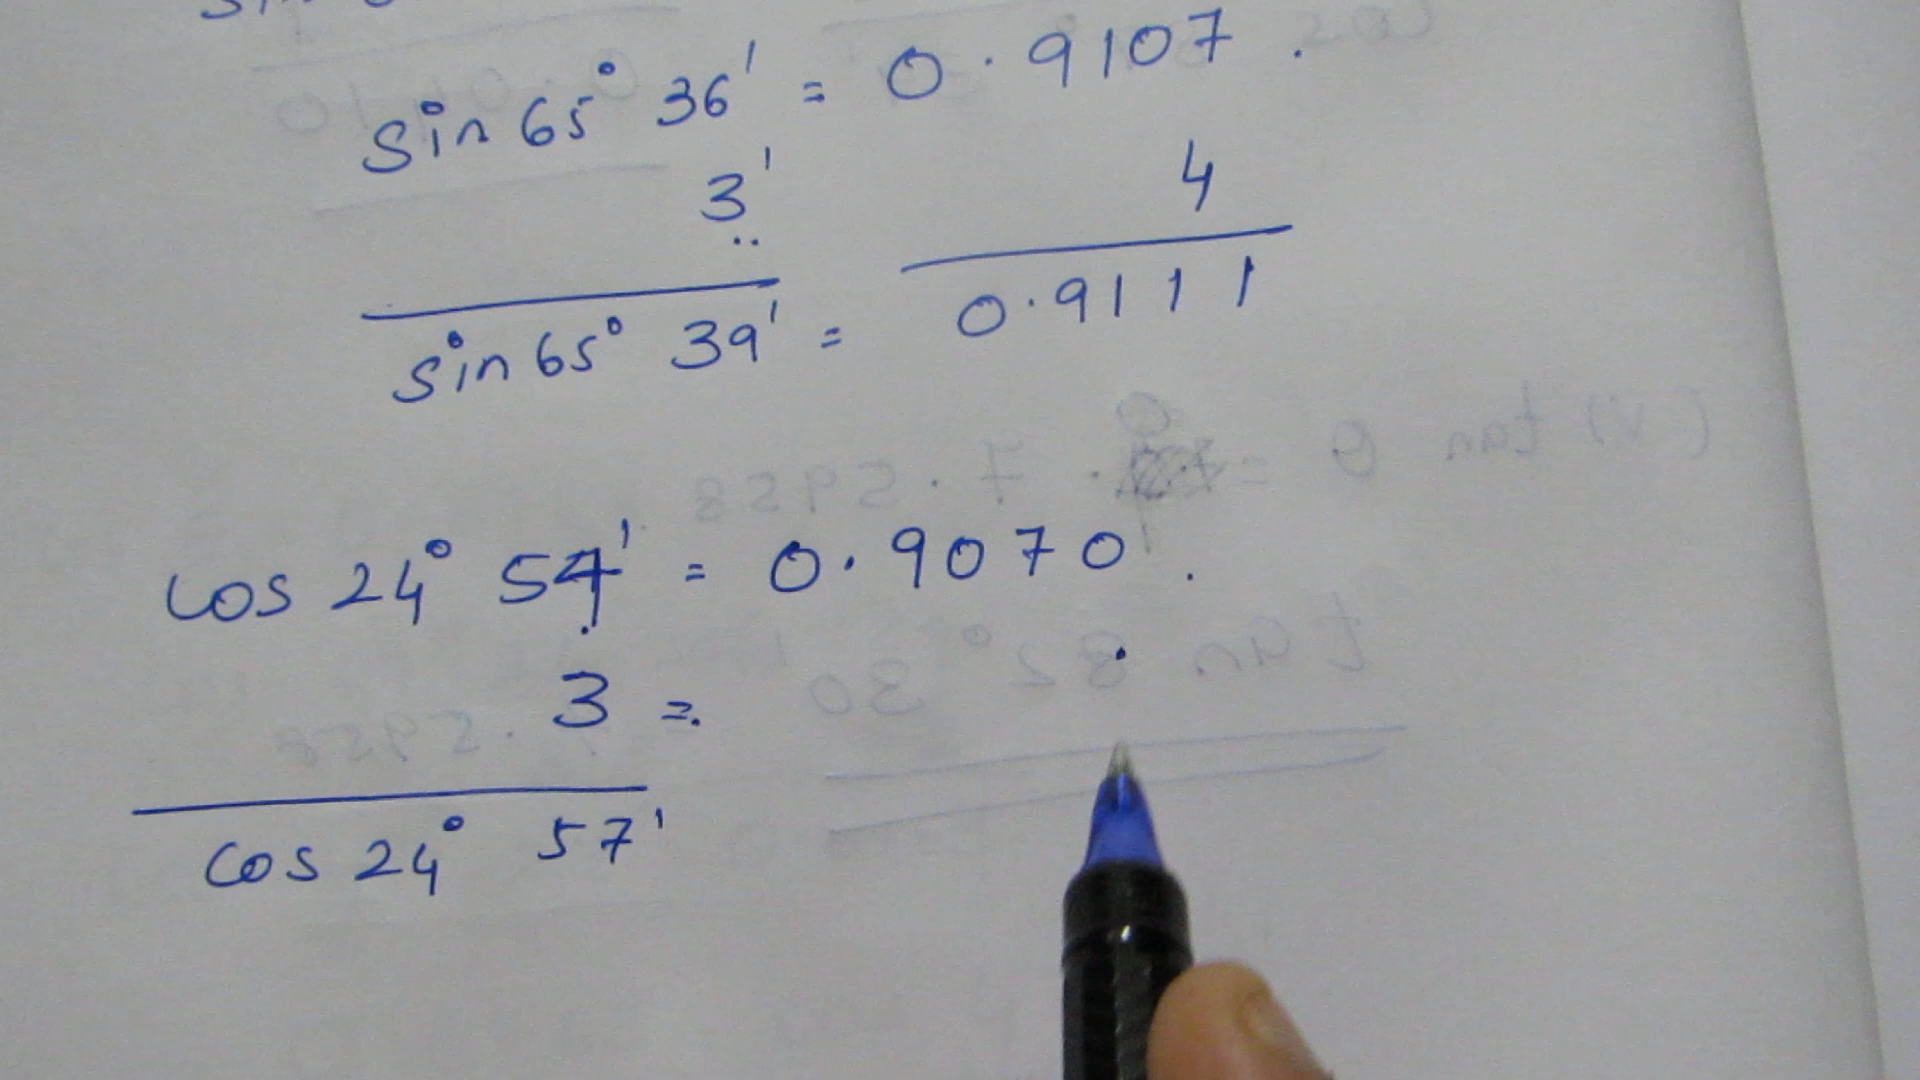 sin 65° 36' = 0.9107.
3' 4
sin 65° 39' = 0.9111
cos 24° 54' = 0.9070.
3 =
cos 24° 57'